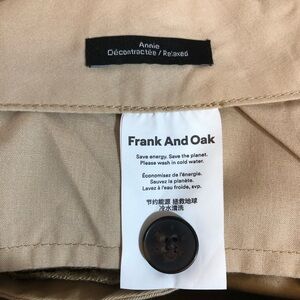 Annie
Décontractée / Relaxed
Frank And Oak
Save energy. Save the planet.
Please wash in cold water.
Économisez de l'énergie.
Sauvez la planète.
Lavez à l'eau froide, svp.
节约能源 拯救地球
冷水清洗